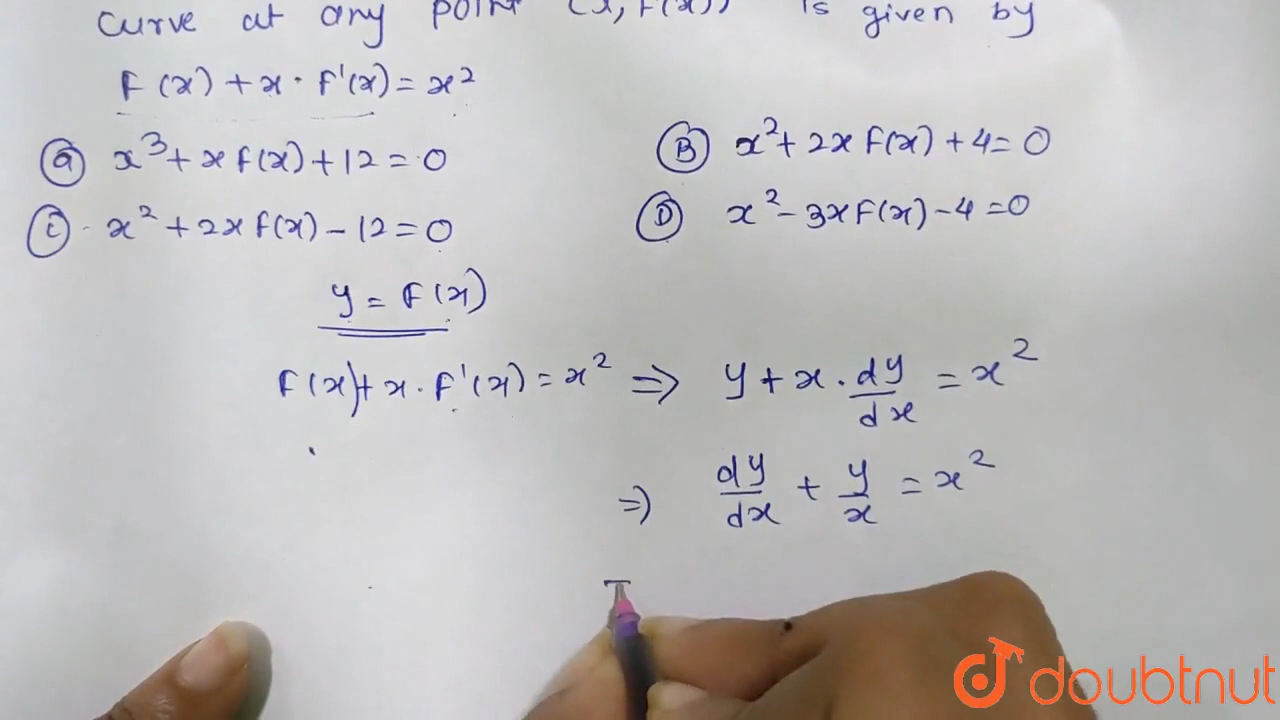 curve at any point (x, f(x)) is given by
F(x) + x · F'(x) = x²
(a) x³ + x f(x) + 12 = 0
(B) x² + 2x F(x) + 4 = 0
(C) x² + 2x f(x) - 12 = 0
(D) x² - 3x F(x) - 4 = 0
y = F(x)
F(x) + x · F'(x) = x² ⇒ y + x · dy/dx = x²
⇒ dy/dx + y/x = x²
doubtnut